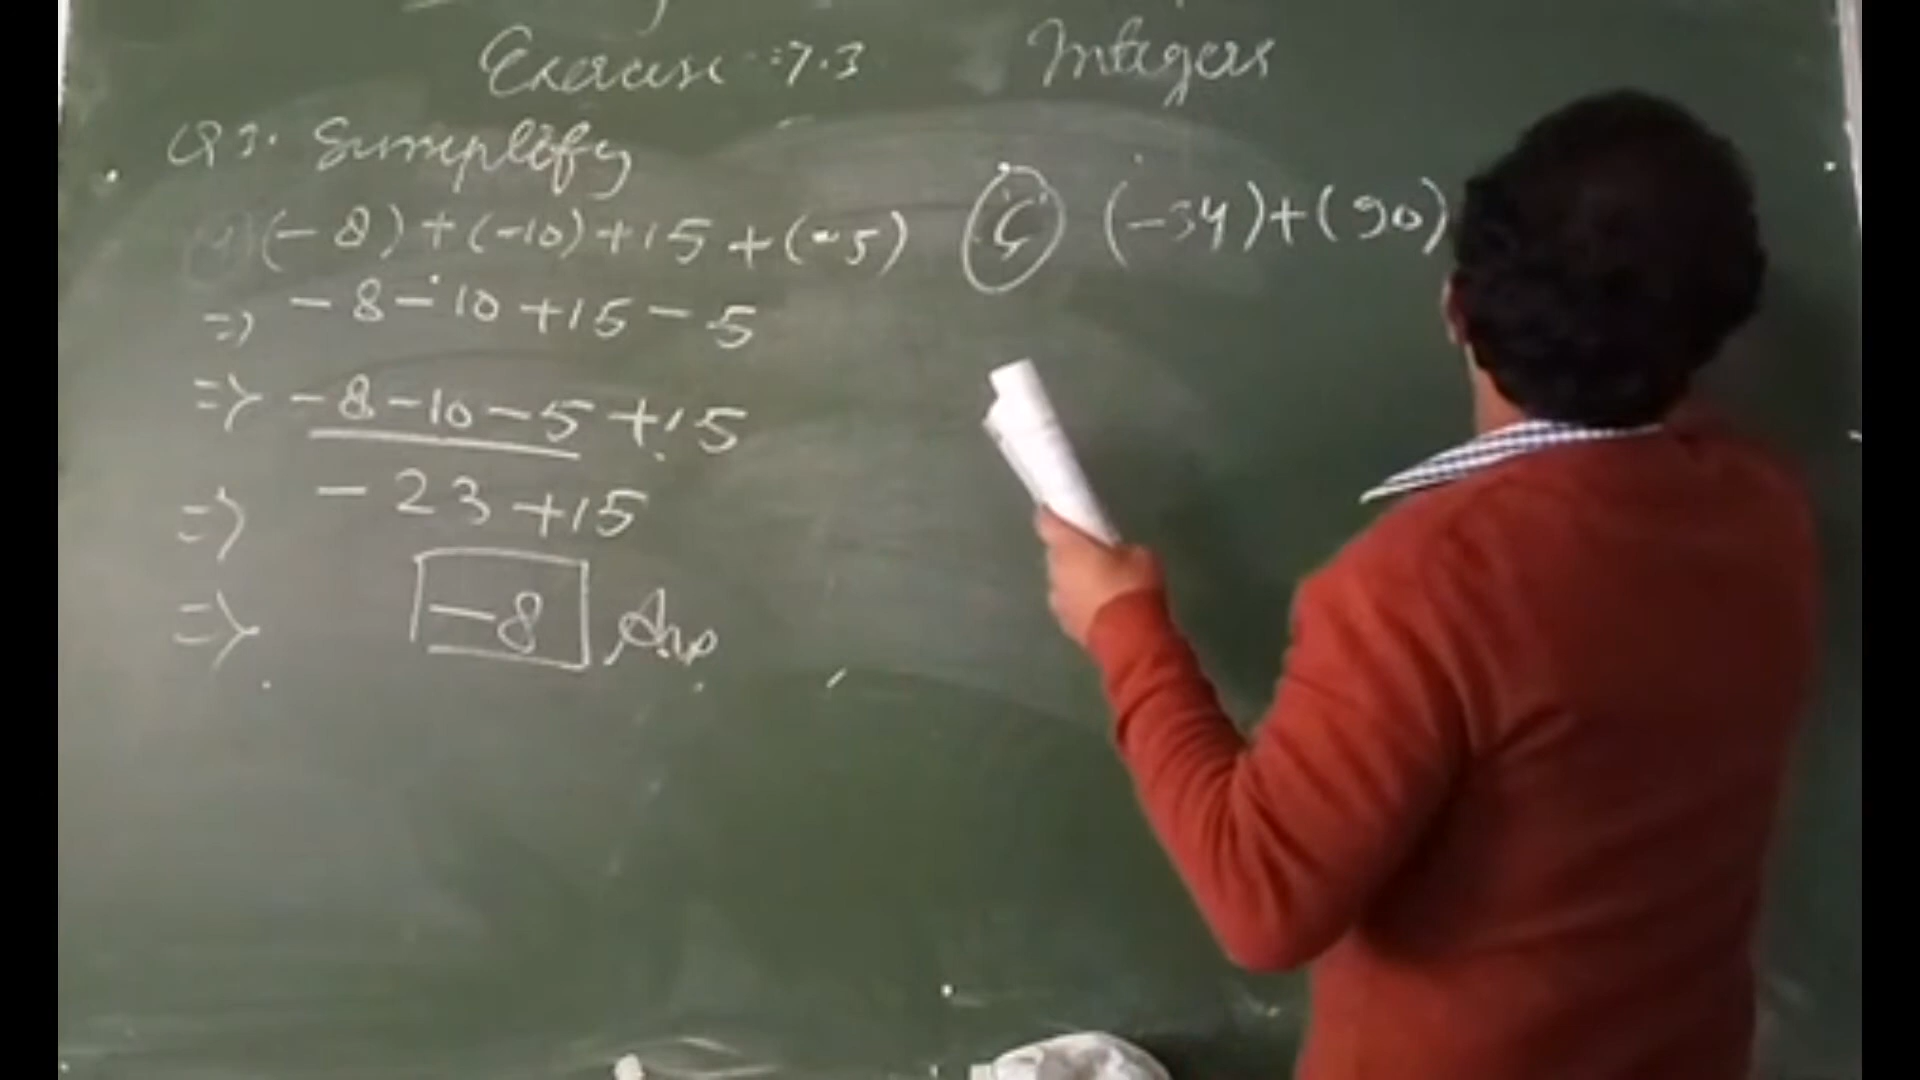 Exercise :7.3 Integers
Q3. Simplify
(-8)+(-10)+15+(-5)
=> -8-10+15-5
=> -8-10-5+15
=> -23+15
=> -8 Ans
(-34)+(90)